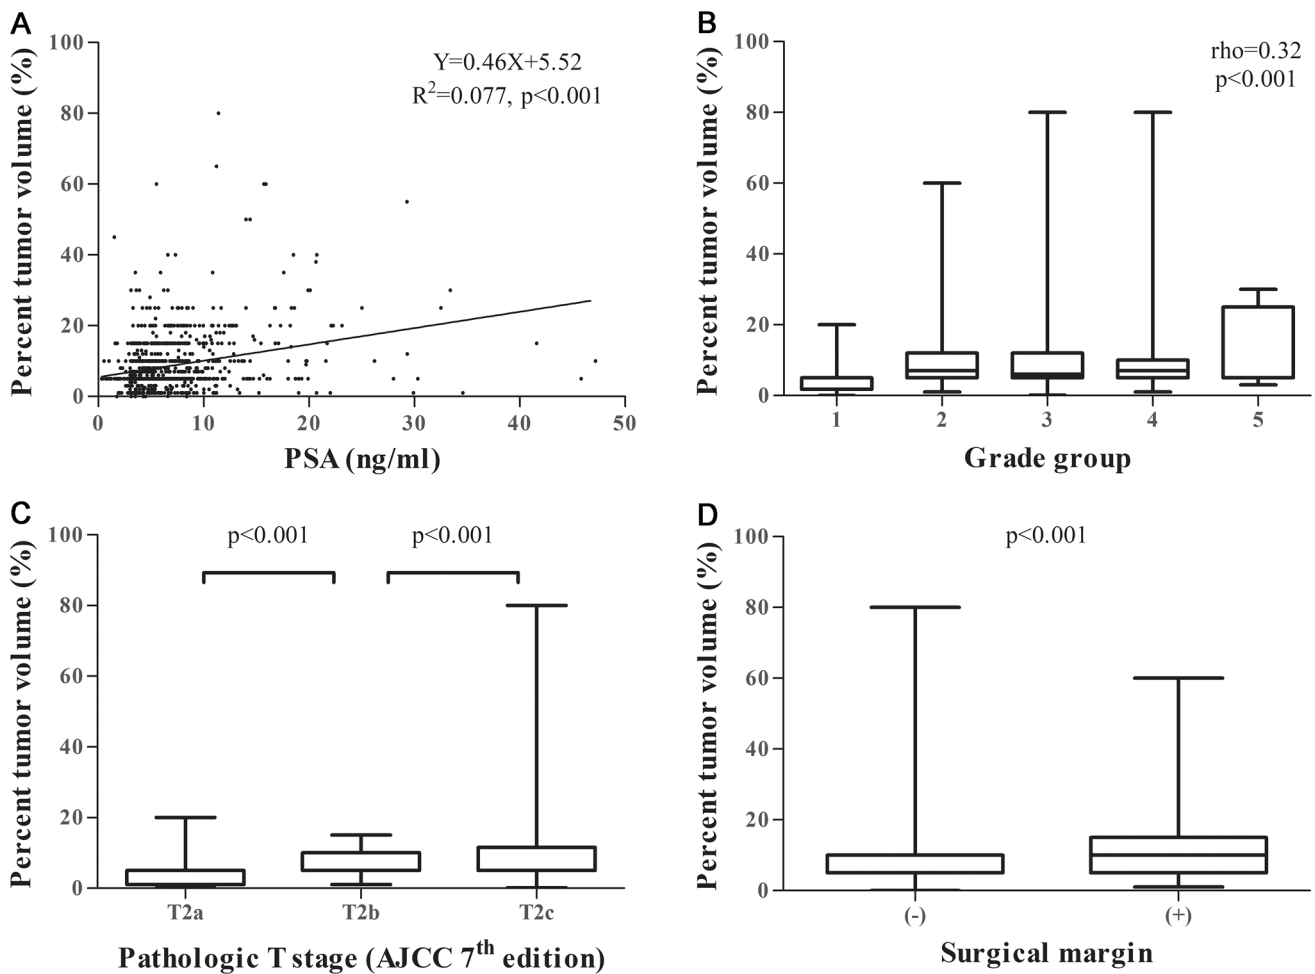 A
Percent tumor volume (%)
100
80
60
40
20
0
Y=0.46X+5.52
R²=0.077, p<0.001
0 10 20 30 40 50
PSA (ng/ml)
B
Percent tumor volume (%)
100
80
60
40
20
0
rho=0.32
p<0.001
1 2 3 4 5
Grade group
C
Percent tumor volume (%)
100
80
60
40
20
0
p<0.001 p<0.001
T2a T2b T2c
Pathologic T stage (AJCC 7th edition)
D
Percent tumor volume (%)
100
80
60
40
20
0
p<0.001
(-) (+)
Surgical margin